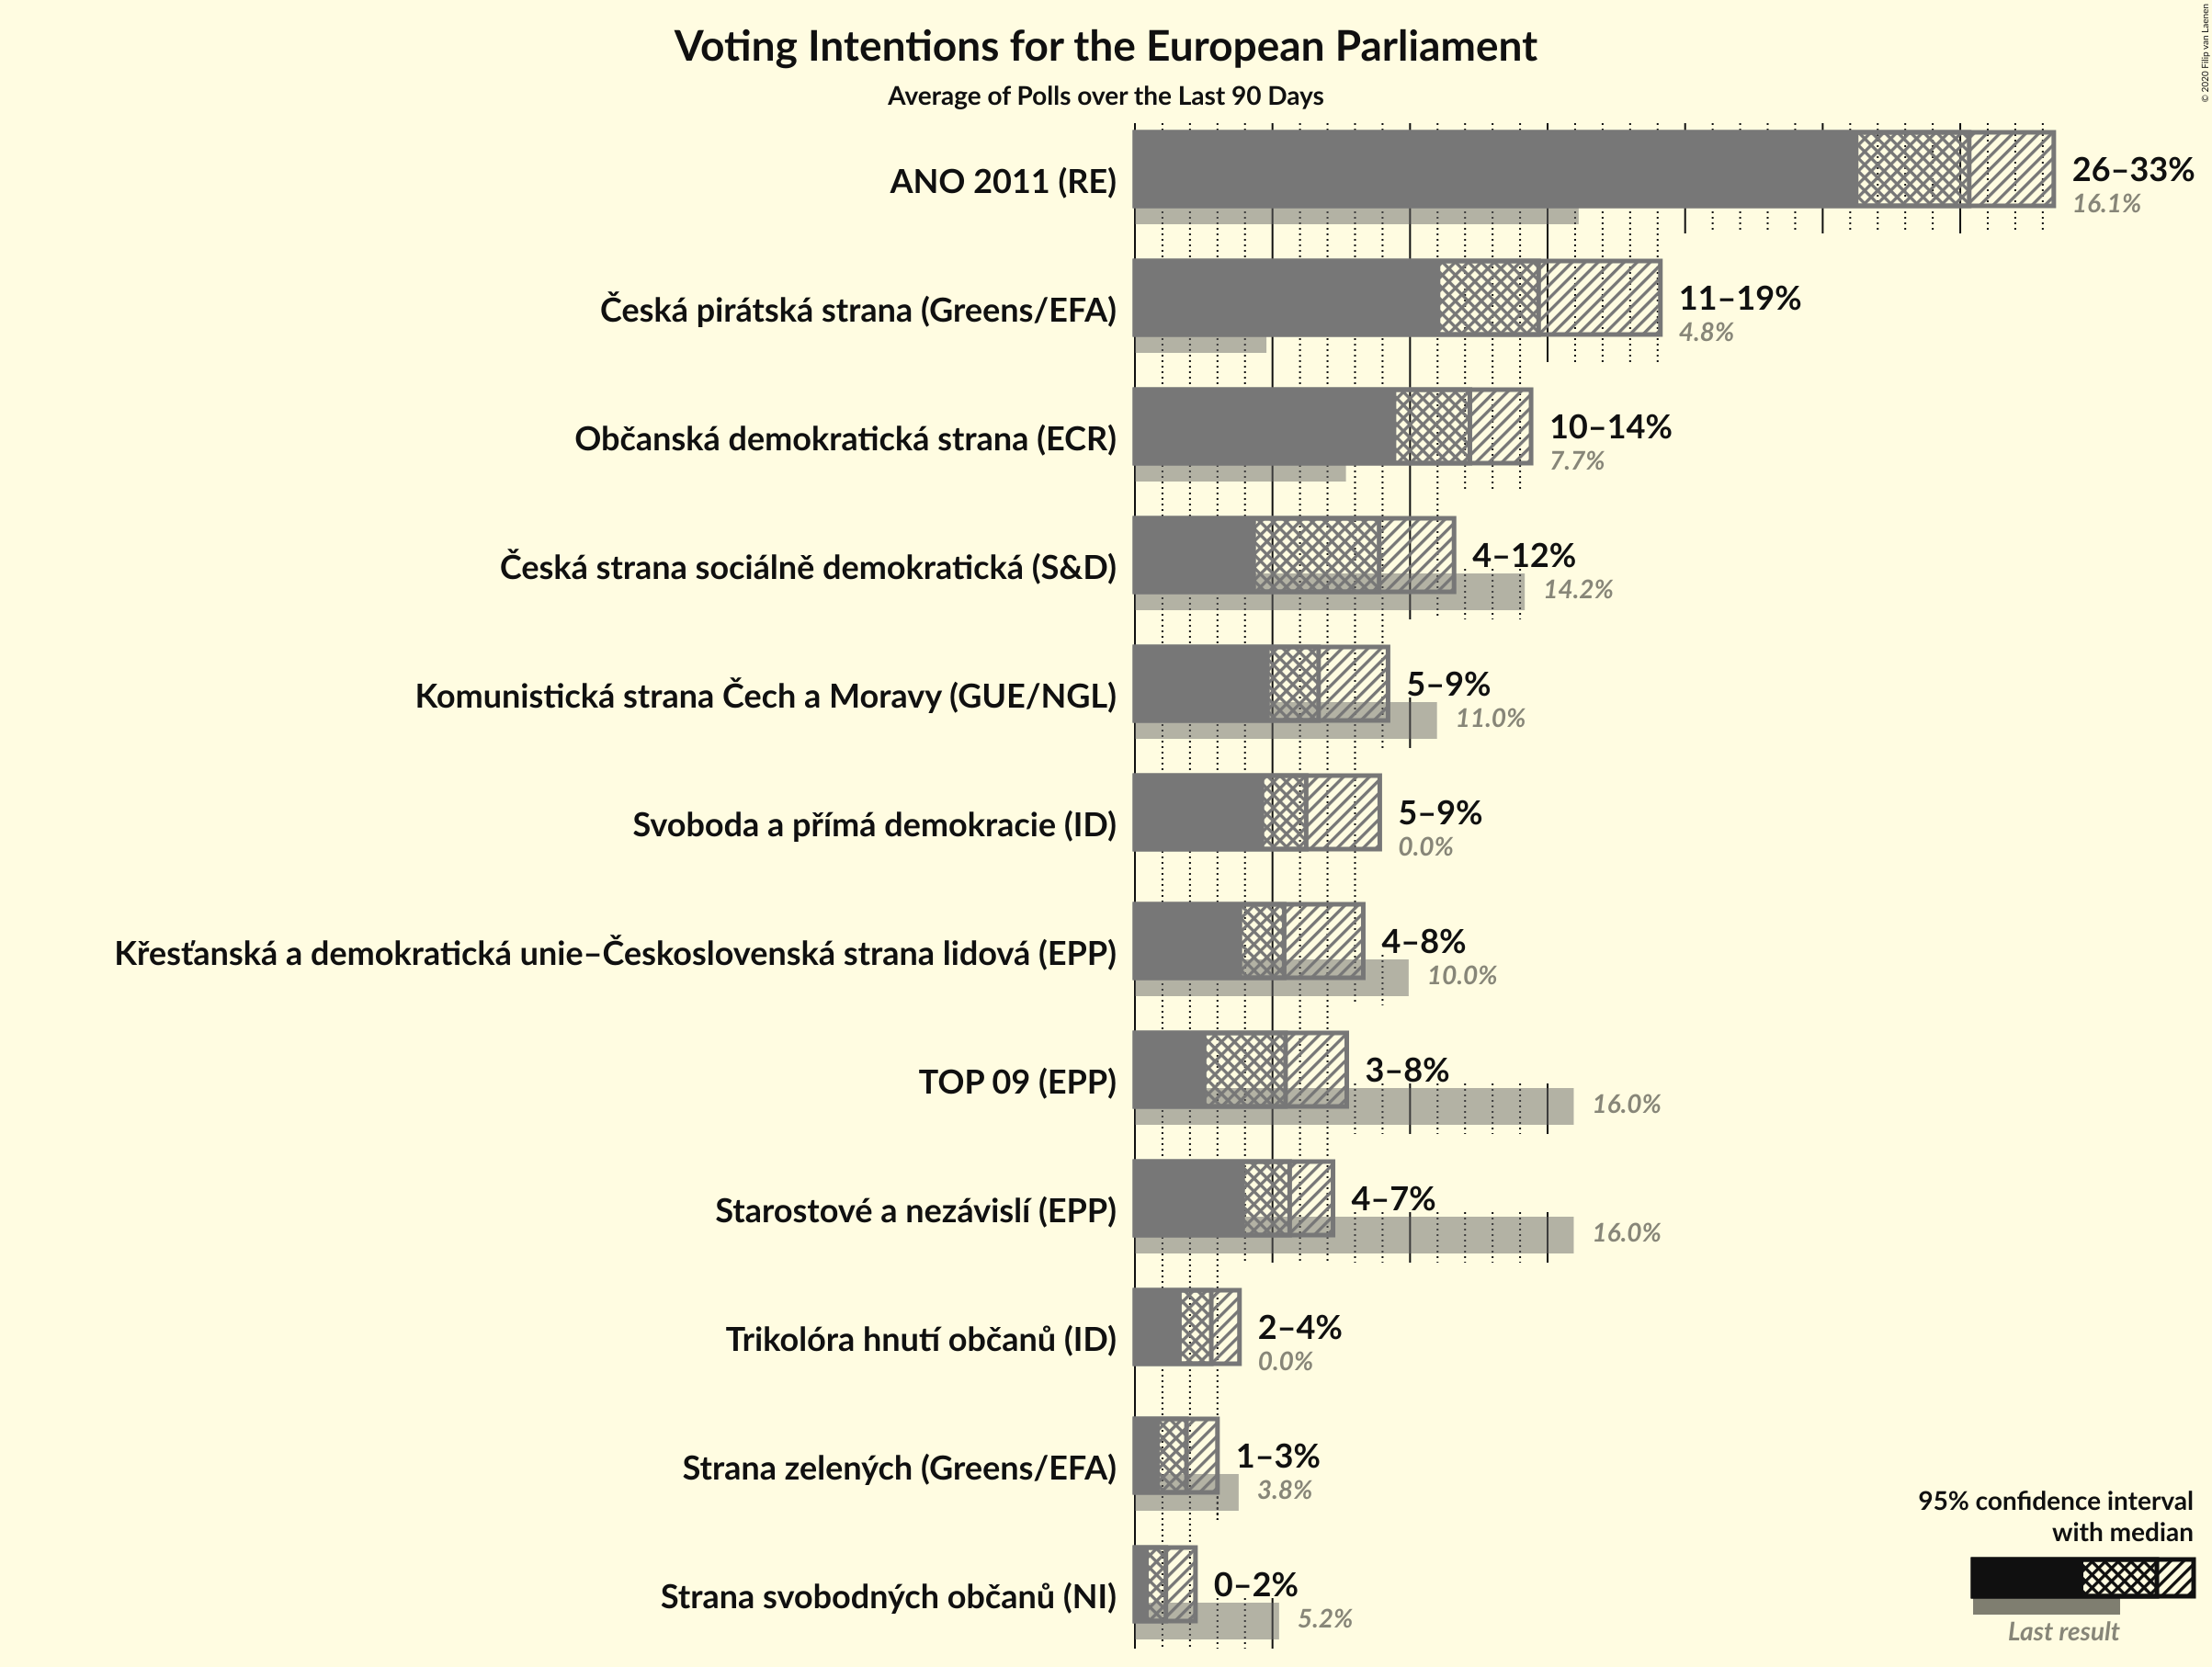 Voting Intentions for the European Parliament
Average of Polls over the Last 90 Days
© 2020 Filip van Laenen
ANO 2011 (RE)
26–33%
16.1%
Česká pirátská strana (Greens/EFA)
11–19%
4.8%
Občanská demokratická strana (ECR)
10–14%
7.7%
Česká strana sociálně demokratická (S&D)
4–12%
14.2%
Komunistická strana Čech a Moravy (GUE/NGL)
5–9%
11.0%
Svoboda a přímá demokracie (ID)
5–9%
0.0%
Křesťanská a demokratická unie–Československá strana lidová (EPP)
4–8%
10.0%
TOP 09 (EPP)
3–8%
16.0%
Starostové a nezávislí (EPP)
4–7%
16.0%
Trikolóra hnutí občanů (ID)
2–4%
0.0%
Strana zelených (Greens/EFA)
1–3%
3.8%
Strana svobodných občanů (NI)
0–2%
5.2%
95% confidence interval
with median
Last result